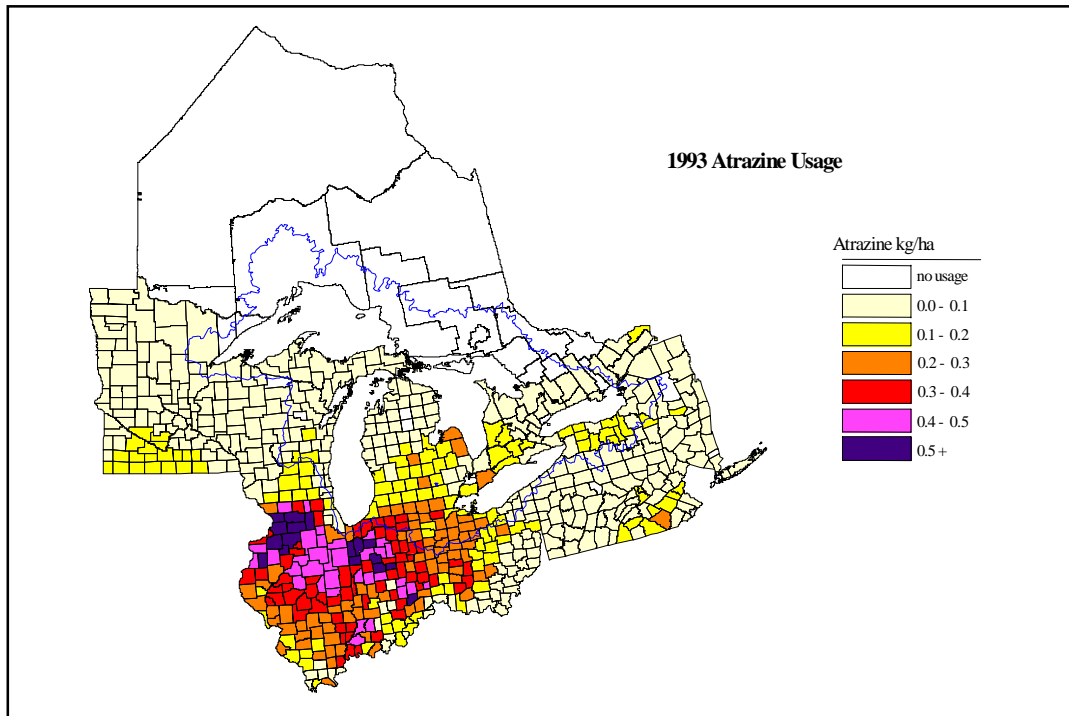 1993 Atrazine Usage
Atrazine kg/ha
no usage
0.0 - 0.1
0.1 - 0.2
0.2 - 0.3
0.3 - 0.4
0.4 - 0.5
0.5 +